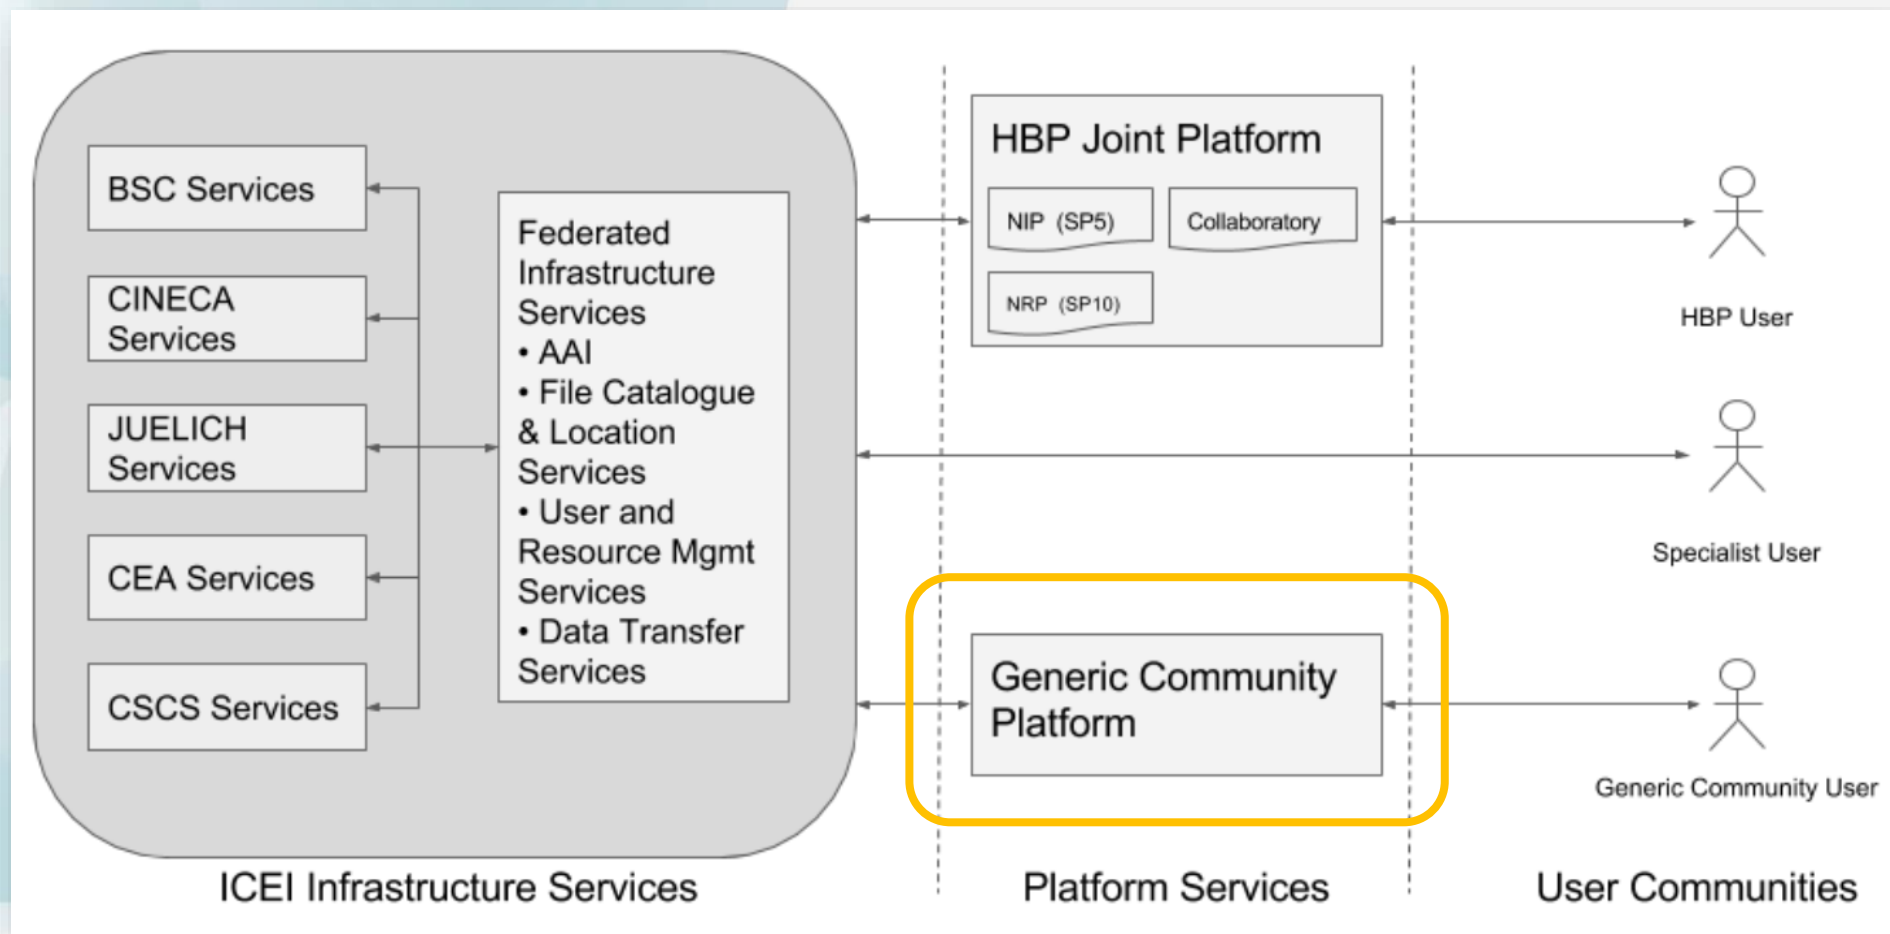 BSC Services
CINECA
Services
JUELICH
Services
CEA Services
CSCS Services
Federated
Infrastructure
Services
• AAI
• File Catalogue
& Location
Services
• User and
Resource Mgmt
Services
• Data Transfer
Services
ICEI Infrastructure Services
HBP Joint Platform
NIP (SP5)
Collaboratory
NRP (SP10)
Generic Community
Platform
Platform Services
HBP User
Specialist User
Generic Community User
User Communities